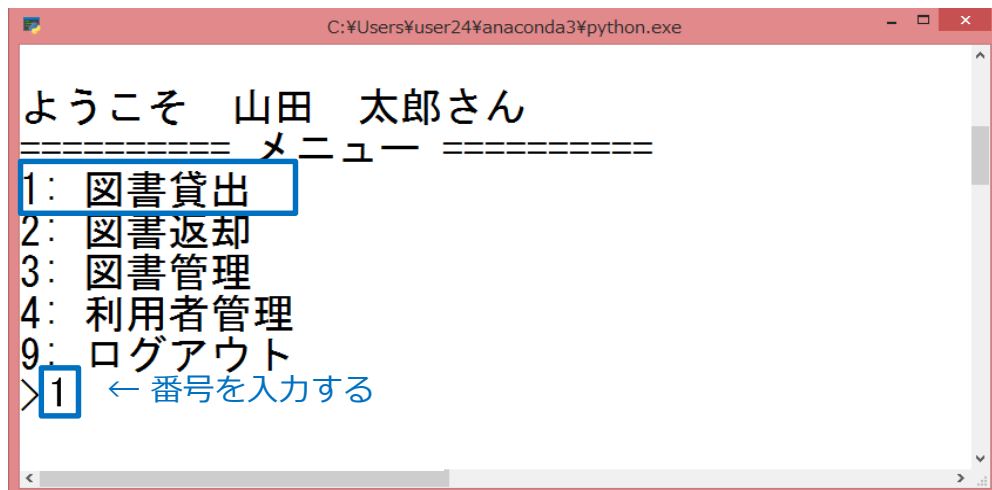 C:¥Users¥user24¥anaconda3¥python.exe
ようこそ　山田　太郎さん
========== メニュー ==========
1: 図書貸出
2: 図書返却
3: 図書管理
4: 利用者管理
9: ログアウト
>1 ← 番号を入力する